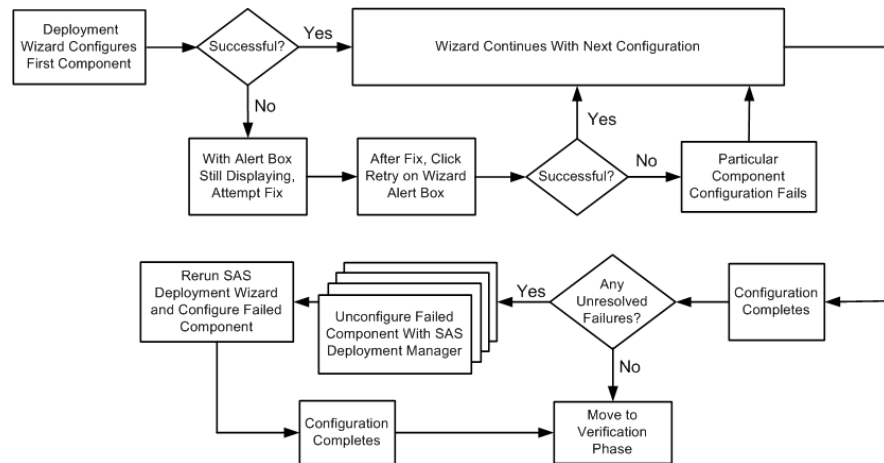 Deployment
Wizard Configures
First Component
Successful?
Yes
Wizard Continues With Next Configuration
No
With Alert Box
Still Displaying,
Attempt Fix
After Fix, Click
Retry on Wizard
Alert Box
Successful?
Yes
No
Particular
Component
Configuration Fails
Configuration
Completes
Any
Unresolved
Failures?
Yes
Unconfigure Failed
Component With SAS
Deployment Manager
Rerun SAS
Deployment Wizard
and Configure Failed
Component
No
Configuration
Completes
Move to
Verification
Phase